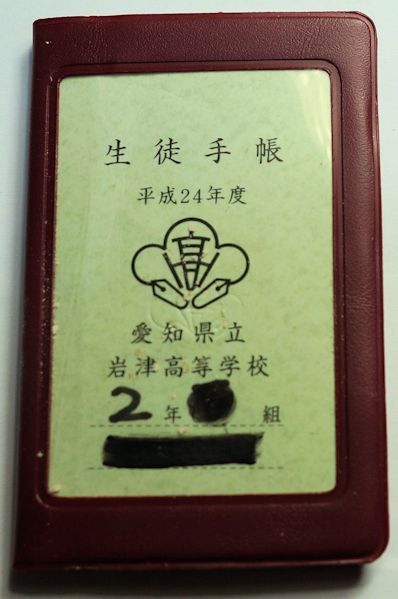 生徒手帳
平成24年度
高
愛知県立
岩津高等学校
2年 組